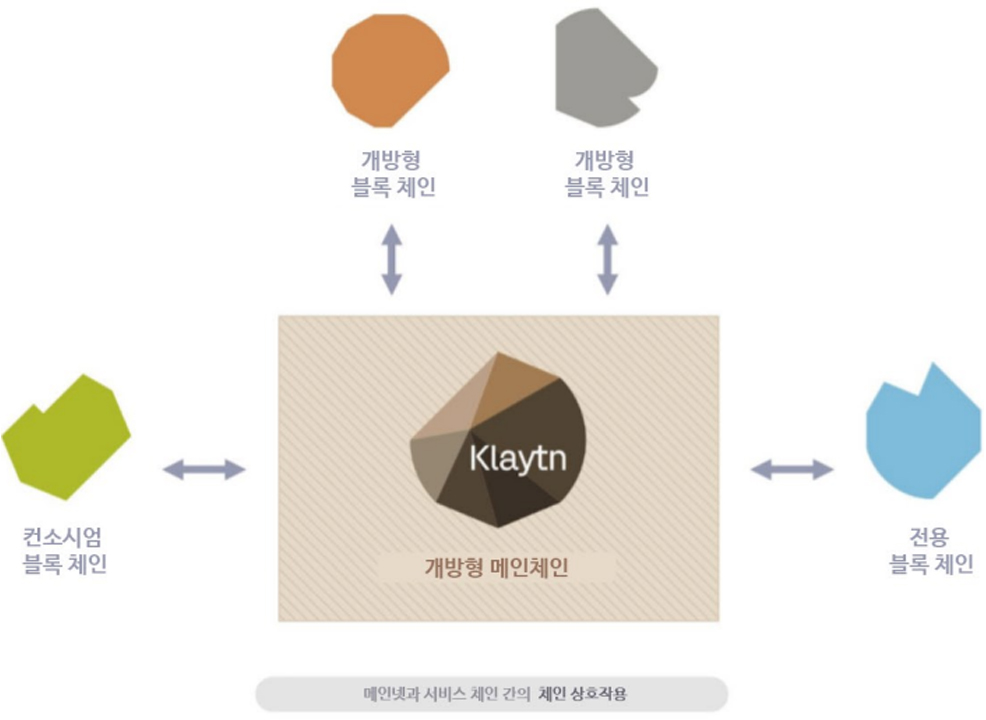 개방형
블록 체인
개방형
블록 체인
컨소시엄
블록 체인
Klaytn
개방형 메인체인
전용
블록 체인
메인넷과 서비스 체인 간의 체인 상호작용